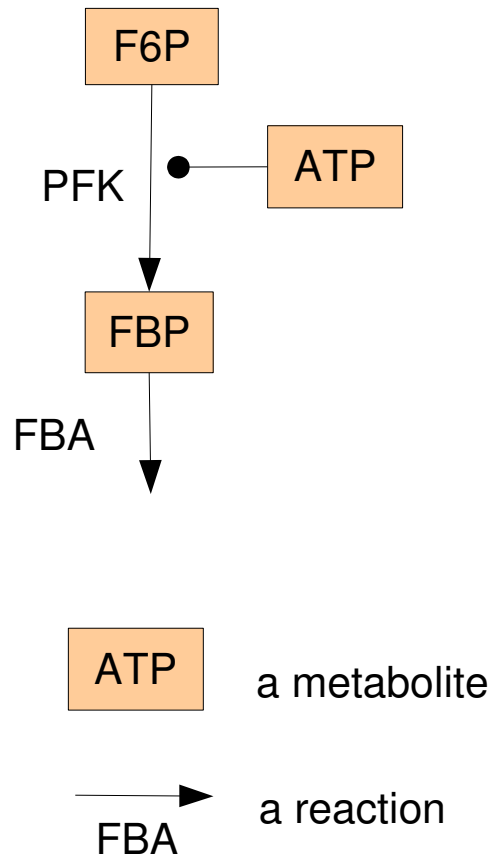 F6P
PFK
ATP
FBP
FBA
ATP
a metabolite
a reaction
FBA